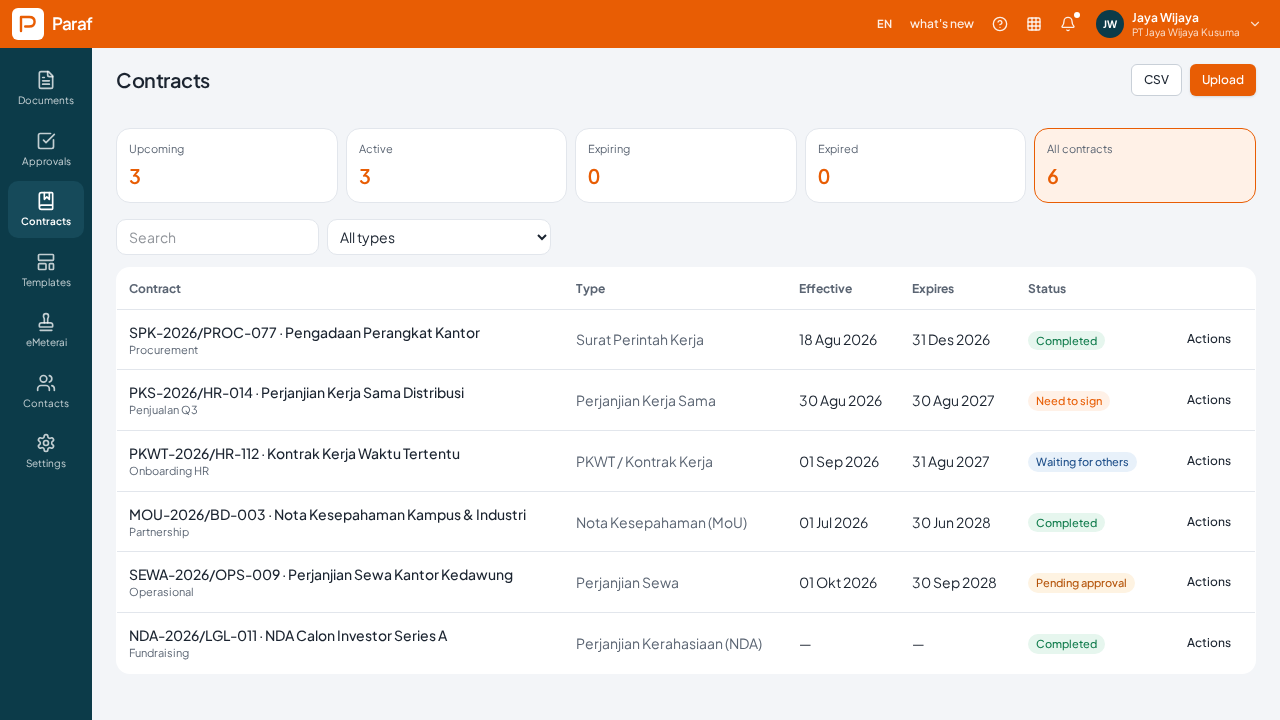 Paraf
EN
what's new
JW
Jaya Wijaya
PT Jaya Wijaya Kusuma
Documents
Approvals
Contracts
Templates
eMeterai
Contacts
Settings
Contracts
CSV
Upload
Upcoming
3
Active
3
Expiring
0
Expired
0
All contracts
6
Search
All types
Contract Type Effective Expires Status
SPK-2026/PROC-077 · Pengadaan Perangkat Kantor
Procurement
Surat Perintah Kerja
18 Agu 2026
31 Des 2026
Completed
Actions
PKS-2026/HR-014 · Perjanjian Kerja Sama Distribusi
Penjualan Q3
Perjanjian Kerja Sama
30 Agu 2026
30 Agu 2027
Need to sign
Actions
PKWT-2026/HR-112 · Kontrak Kerja Waktu Tertentu
Onboarding HR
PKWT / Kontrak Kerja
01 Sep 2026
31 Agu 2027
Waiting for others
Actions
MOU-2026/BD-003 · Nota Kesepahaman Kampus & Industri
Partnership
Nota Kesepahaman (MoU)
01 Jul 2026
30 Jun 2028
Completed
Actions
SEWA-2026/OPS-009 · Perjanjian Sewa Kantor Kedawung
Operasional
Perjanjian Sewa
01 Okt 2026
30 Sep 2028
Pending approval
Actions
NDA-2026/LGL-011 · NDA Calon Investor Series A
Fundraising
Perjanjian Kerahasiaan (NDA)
—
—
Completed
Actions